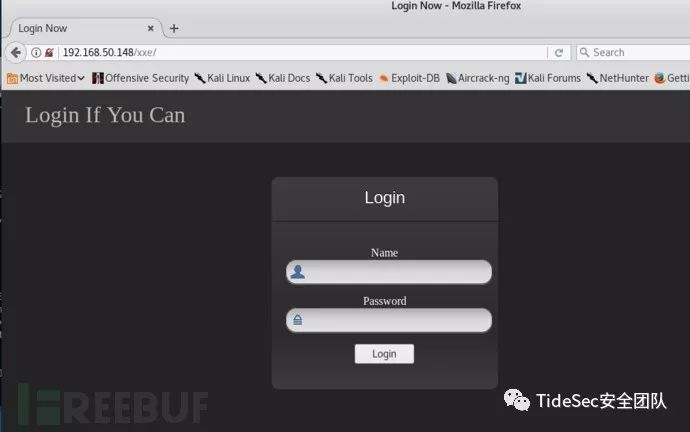 Login Now - Mozilla Firefox
Login Now
192.168.50.148/xxe/
Search
Most Visited Offensive Security Kali Linux Kali Docs Kali Tools Exploit-DB Aircrack-ng Kali Forums NetHunter Getti
Login If You Can
Login
Name
Password
Login
REEBUF
TideSec安全团队